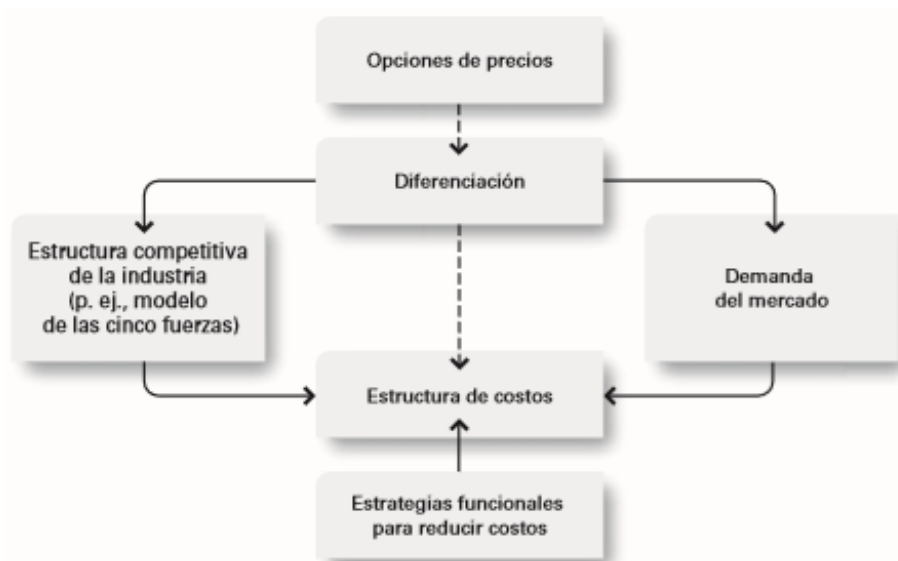 Opciones de precios
Diferenciación
Estructura competitiva
de la industria
(p. ej., modelo
de las cinco fuerzas)
Demanda
del mercado
Estructura de costos
Estrategias funcionales
para reducir costos